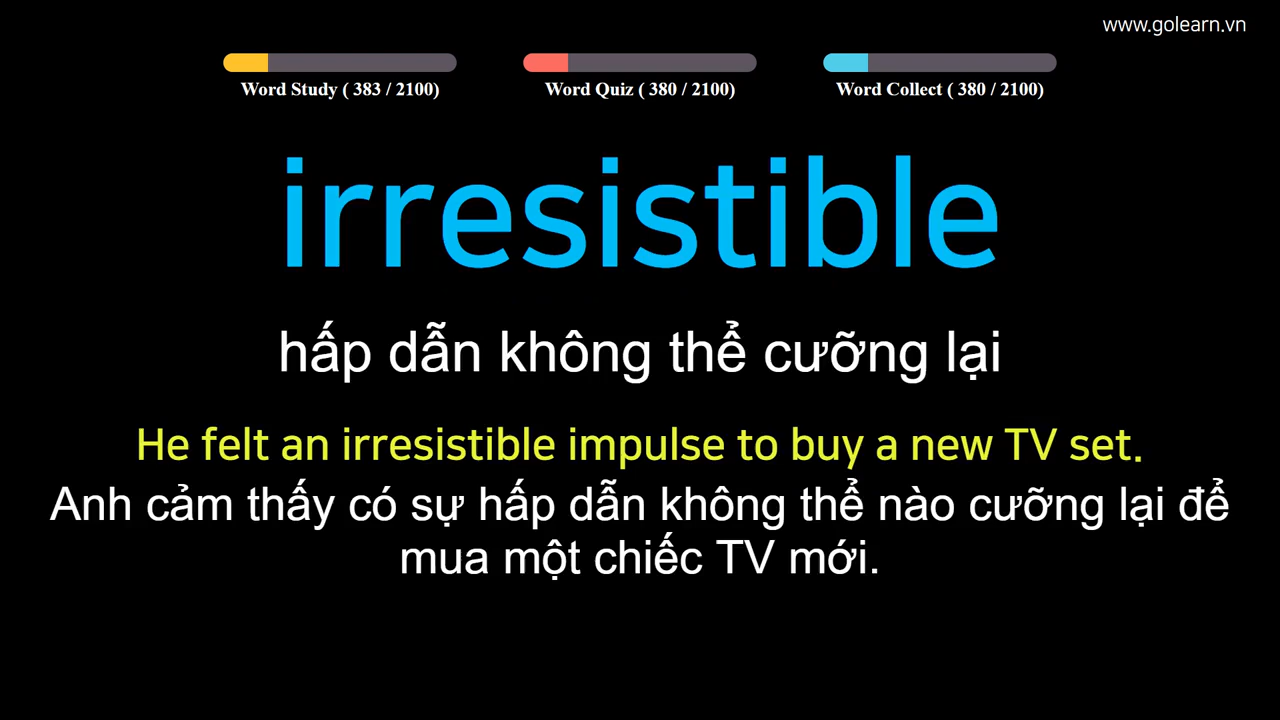 www.golearn.vn
Word Study ( 383 / 2100)
Word Quiz ( 380 / 2100)
Word Collect ( 380 / 2100)
irresistible
hấp dẫn không thể cưỡng lại
He felt an irresistible impulse to buy a new TV set.
Anh cảm thấy có sự hấp dẫn không thể nào cưỡng lại để
mua một chiếc TV mới.